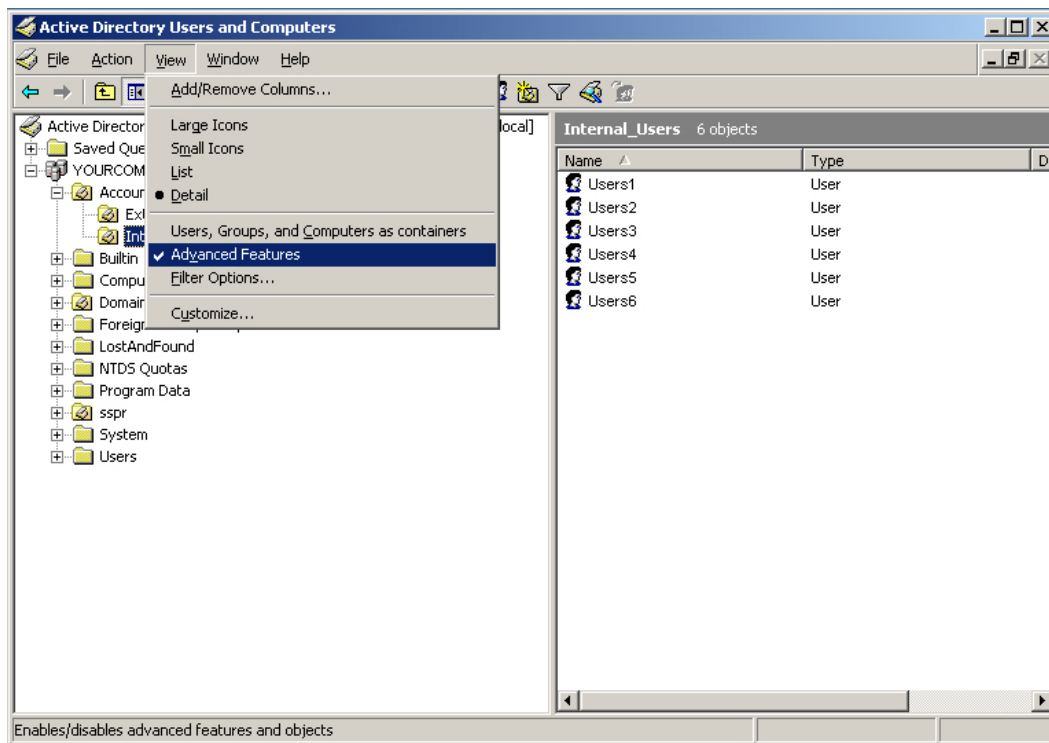 Active Directory Users and Computers
File Action View Window Help
Add/Remove Columns...
Large Icons
Small Icons
List
Detail
Users, Groups, and Computers as containers
Advanced Features
Filter Options...
Customize...
Active Director
local]
Saved Que
YOURCOM
Accour
Ext
Int
Builtin
Compu
Domair
Foreigr
LostAndFound
NTDS Quotas
Program Data
sspr
System
Users
Internal_Users 6 objects
Name Type D
Users1 User
Users2 User
Users3 User
Users4 User
Users5 User
Users6 User
Enables/disables advanced features and objects